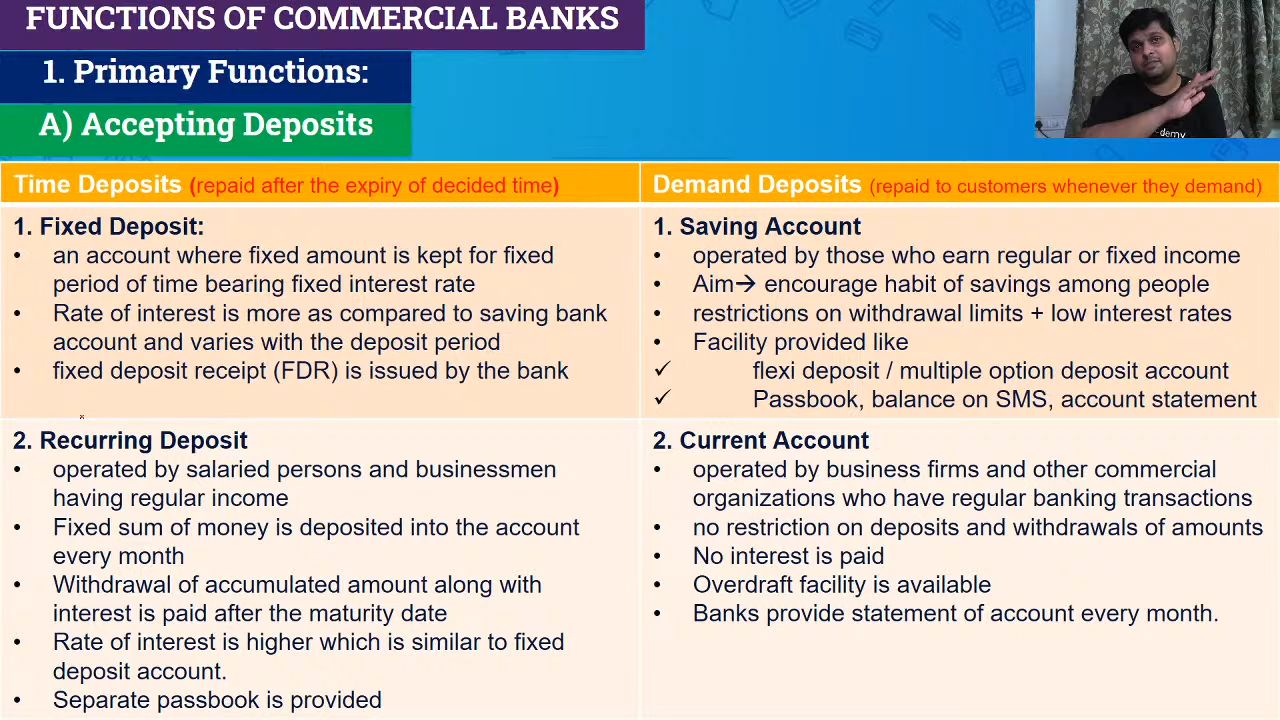 FUNCTIONS OF COMMERCIAL BANKS
1. Primary Functions:
A) Accepting Deposits
demy
Time Deposits (repaid after the expiry of decided time)
1. Fixed Deposit:
• an account where fixed amount is kept for fixed
period of time bearing fixed interest rate
• Rate of interest is more as compared to saving bank
account and varies with the deposit period
• fixed deposit receipt (FDR) is issued by the bank
2. Recurring Deposit
• operated by salaried persons and businessmen
having regular income
• Fixed sum of money is deposited into the account
every month
• Withdrawal of accumulated amount along with
interest is paid after the maturity date
• Rate of interest is higher which is similar to fixed
deposit account.
• Separate passbook is provided
Demand Deposits (repaid to customers whenever they demand)
1. Saving Account
• operated by those who earn regular or fixed income
• Aim→ encourage habit of savings among people
• restrictions on withdrawal limits + low interest rates
• Facility provided like
✓ flexi deposit / multiple option deposit account
✓ Passbook, balance on SMS, account statement
2. Current Account
• operated by business firms and other commercial
organizations who have regular banking transactions
• no restriction on deposits and withdrawals of amounts
• No interest is paid
• Overdraft facility is available
• Banks provide statement of account every month.